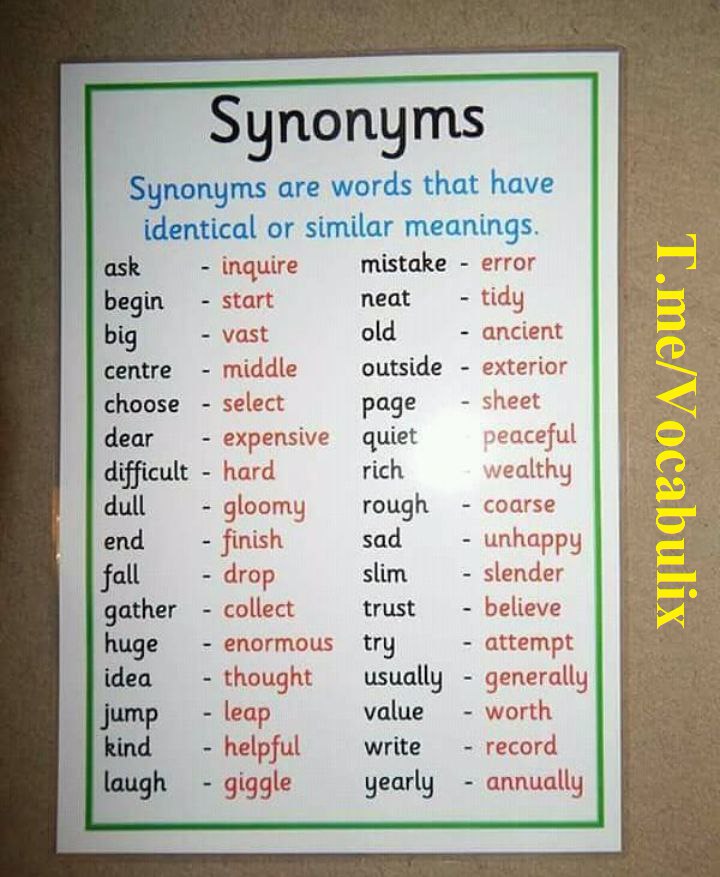 Synonyms
Synonyms are words that have
identical or similar meanings.
ask - inquire
begin - start
big - vast
centre - middle
choose - select
dear - expensive
difficult - hard
dull - gloomy
end - finish
fall - drop
gather - collect
huge - enormous
idea - thought
jump - leap
kind - helpful
laugh - giggle
mistake - error
neat - tidy
old - ancient
outside - exterior
page - sheet
quiet - peaceful
rich - wealthy
rough - coarse
sad - unhappy
slim - slender
trust - believe
try - attempt
usually - generally
value - worth
write - record
yearly - annually
T.me/Vocabulix